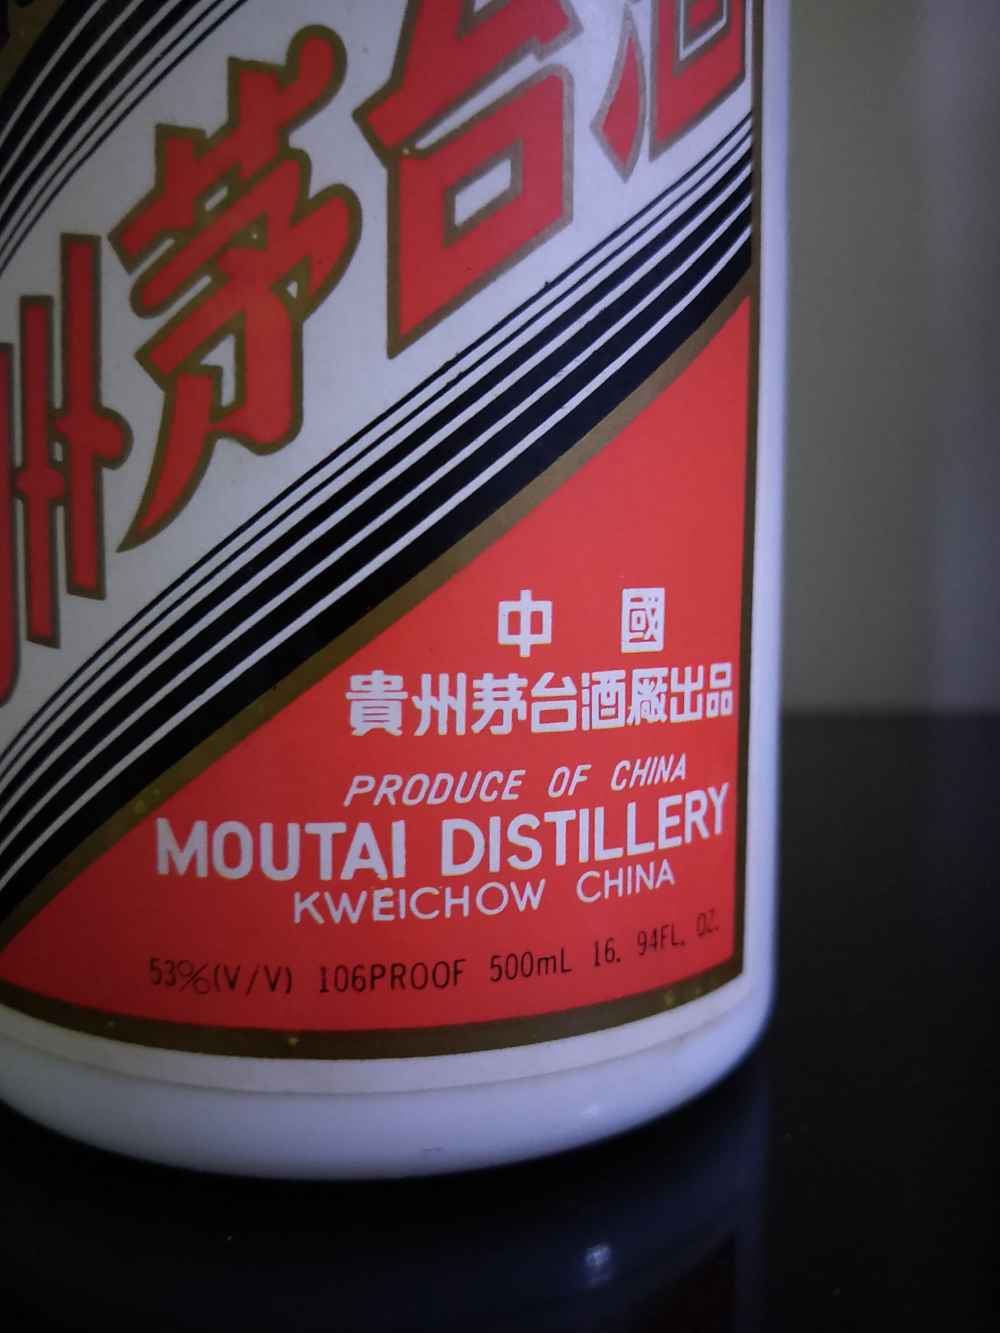 州茅台酒
中國
貴州茅台酒廠出品
PRODUCE OF CHINA
MOUTAI DISTILLERY
KWEICHOW CHINA
53%(V/V) 106PROOF 500mL 16. 94FL. OZ.